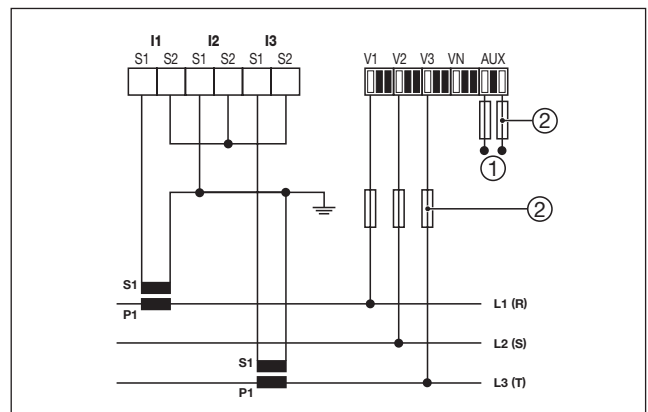 I1 I2 I3
S1 S2 S1 S2 S1 S2
V1 V2 V3 VN AUX
2
1
2
S1
P1
L1 (R)
L2 (S)
S1
P1
L3 (T)